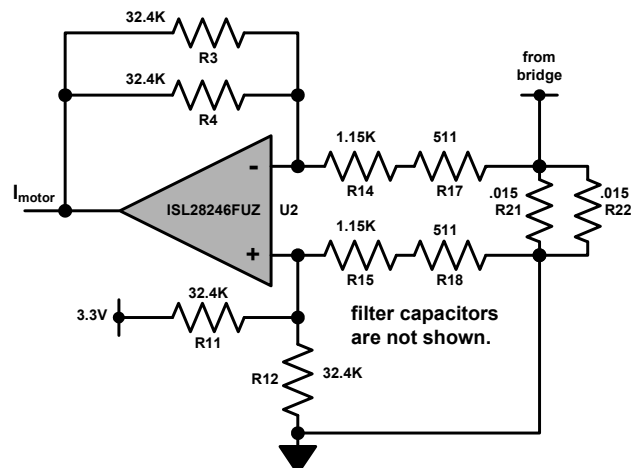 32.4K
R3
32.4K
R4
from
bridge
1.15K
511
-
R14
R17
.015
R21
.015
R22
I motor
ISL28246FUZ
U2
1.15K
511
+
R15
R18
32.4K
3.3V
R11
filter capacitors
are not shown.
R12
32.4K